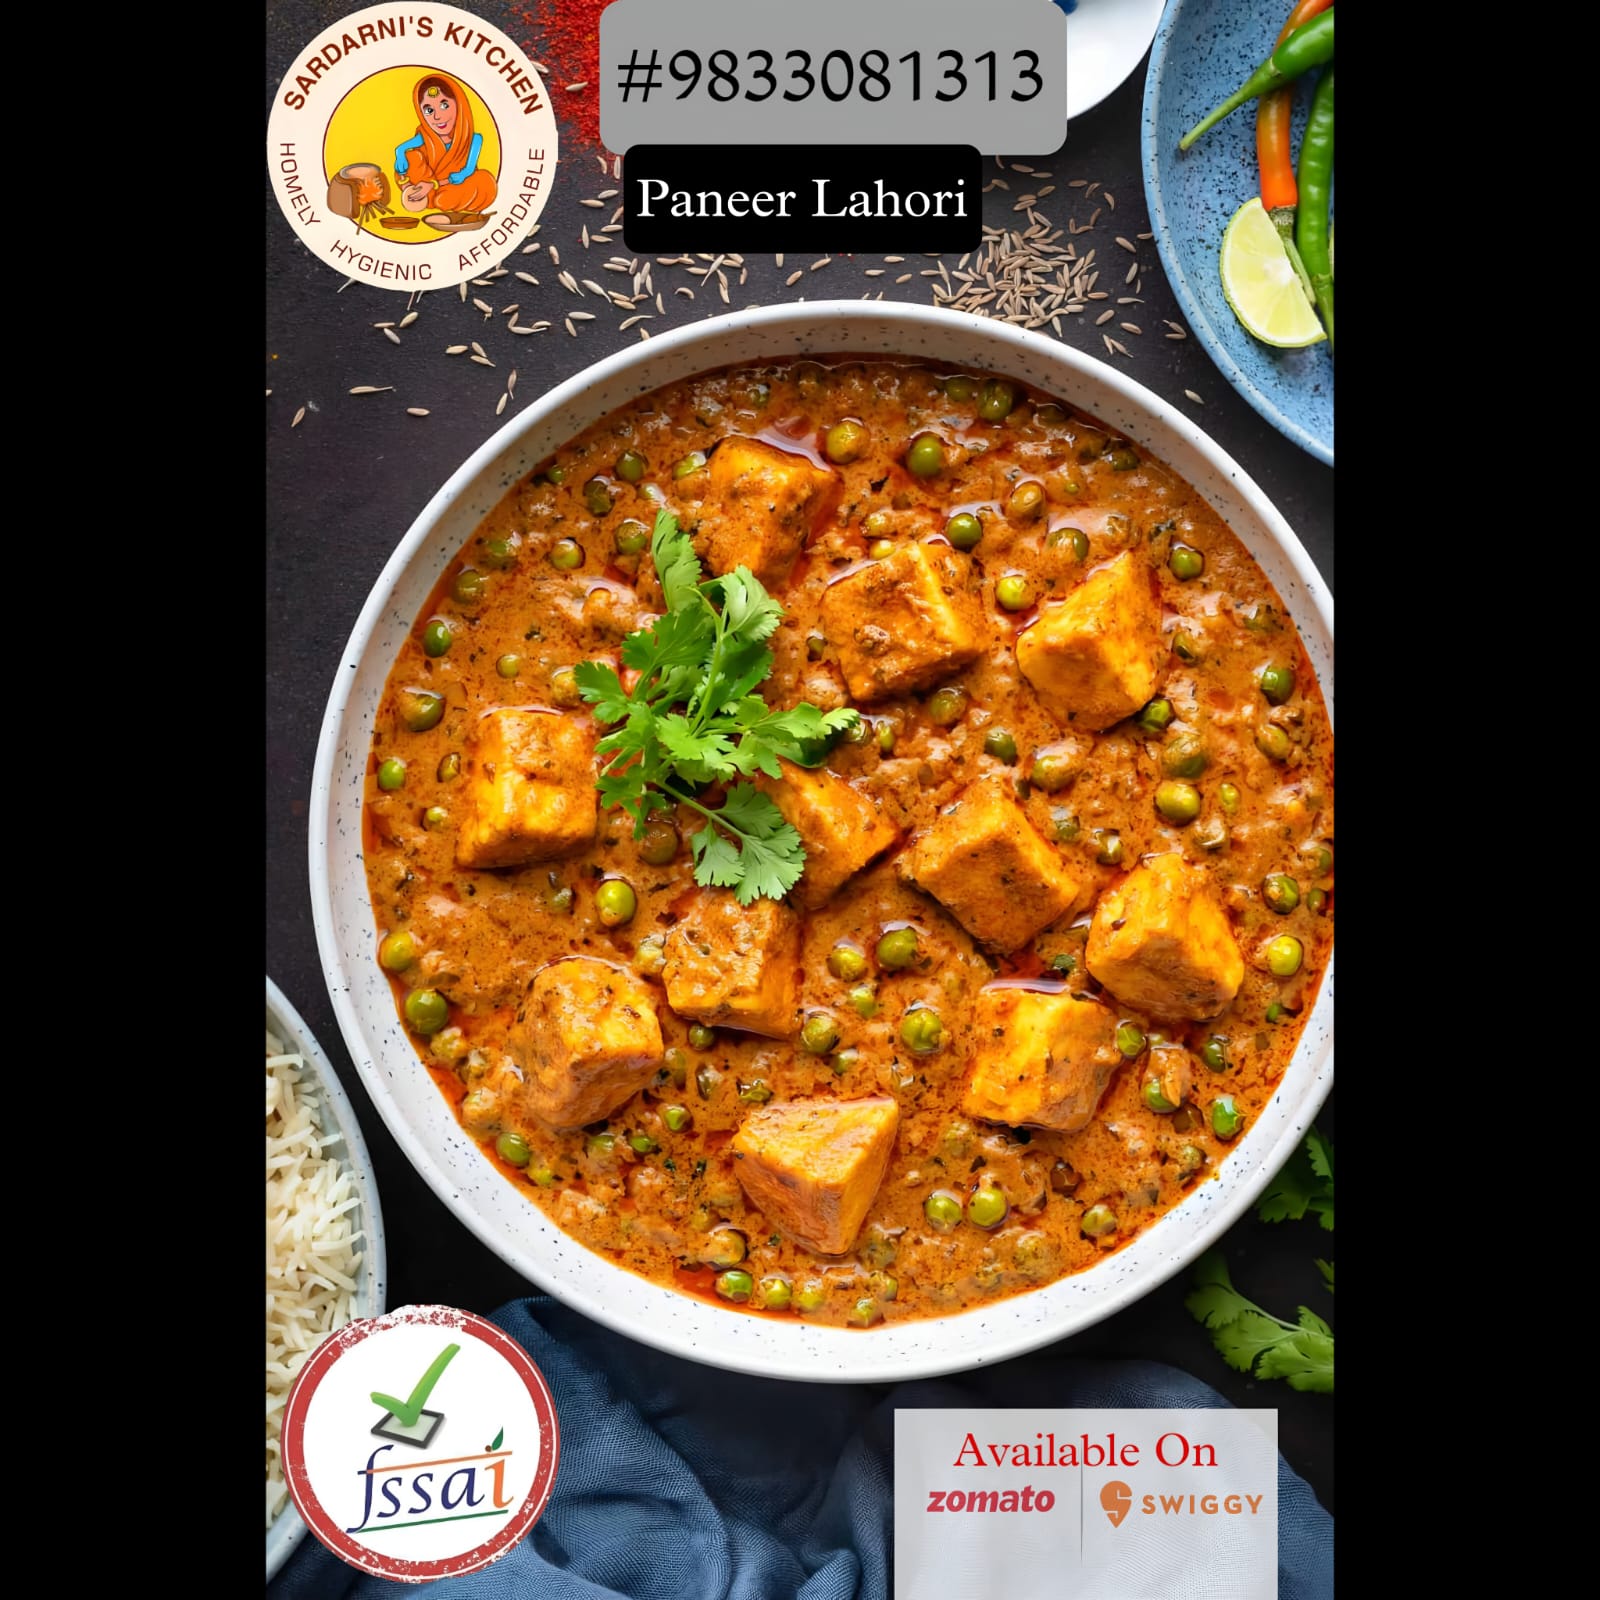 SARDARNI'S KITCHEN
HOMELY HYGIENIC AFFORDABLE
#9833081313
Paneer Lahori
fssai
Available On
zomato
SWIGGY